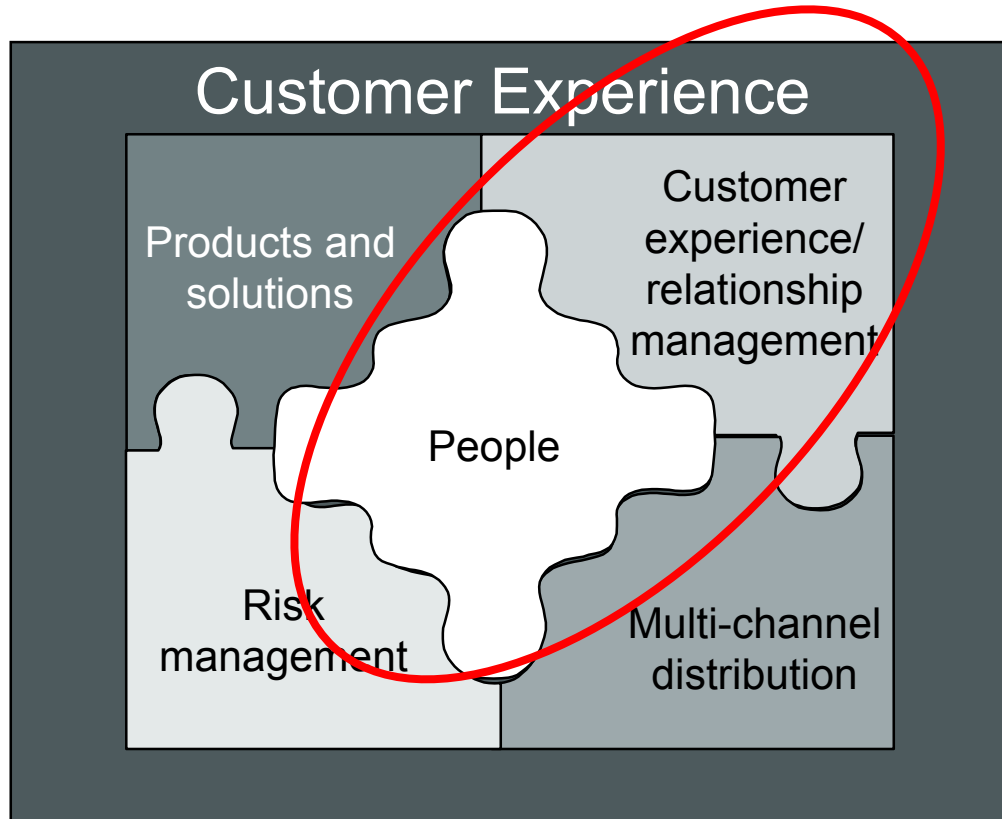 Customer Experience
Products and
solutions
Customer
experience/
relationship
management
People
Risk
management
Multi-channel
distribution